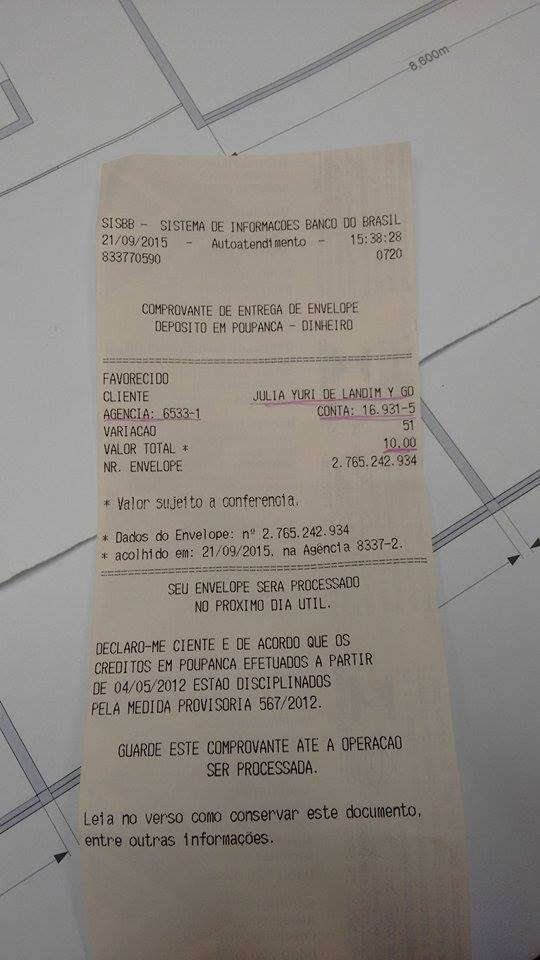 8,600m
SISBB - SISTEMA DE INFORMACOES BANCO DO BRASIL
21/09/2015 - Autoatendimento - 15:38:28
833770590 0720
COMPROVANTE DE ENTREGA DE ENVELOPE
DEPOSITO EM POUPANCA - DINHEIRO
FAVORECIDO
CLIENTE JULIA YURI DE LANDIM Y GO
AGENCIA: 6533-1 CONTA: 16.931-5
VARIACAO 51
VALOR TOTAL * 10,00
NR. ENVELOPE 2.765.242.934
* Valor sujeito a conferencia.
* Dados do Envelope: nº 2.765.242.934
* acolhido em: 21/09/2015, na Agência 8337-2.
SEU ENVELOPE SERA PROCESSADO
NO PROXIMO DIA UTIL.
DECLARO-ME CIENTE E DE ACORDO QUE OS
CREDITOS EM POUPANCA EFETUADOS A PARTIR
DE 04/05/2012 ESTAO DISCIPLINADOS
PELA MEDIDA PROVISORIA 567/2012.
GUARDE ESTE COMPROVANTE ATE A OPERACAO
SER PROCESSADA.
Leia no verso como conservar este documento,
entre outras informações.